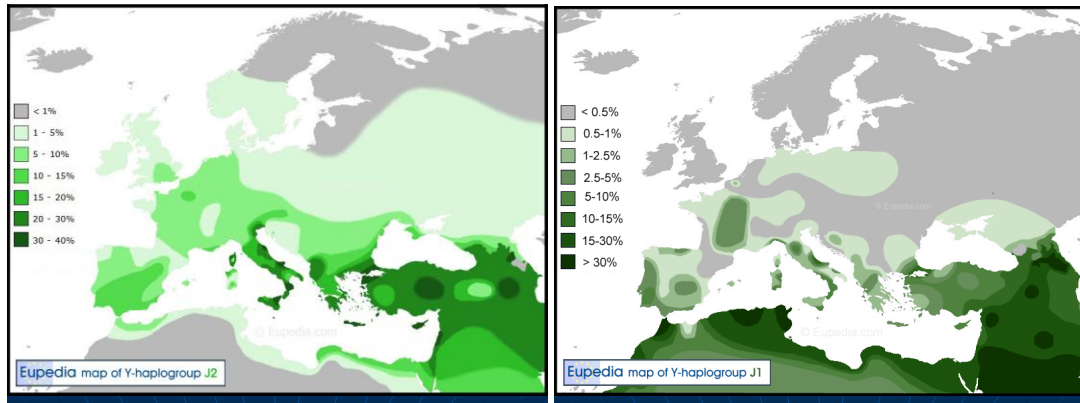 < 1%
1 - 5%
5 - 10%
10 - 15%
15 - 20%
20 - 30%
30 - 40%
© Eupedia.com
Eupedia map of Y-haplogroup J2
< 0.5%
0.5-1%
1-2.5%
2.5-5%
5-10%
10-15%
15-30%
> 30%
© Eupedia.com
© Eupedia.com
Eupedia map of Y-haplogroup J1